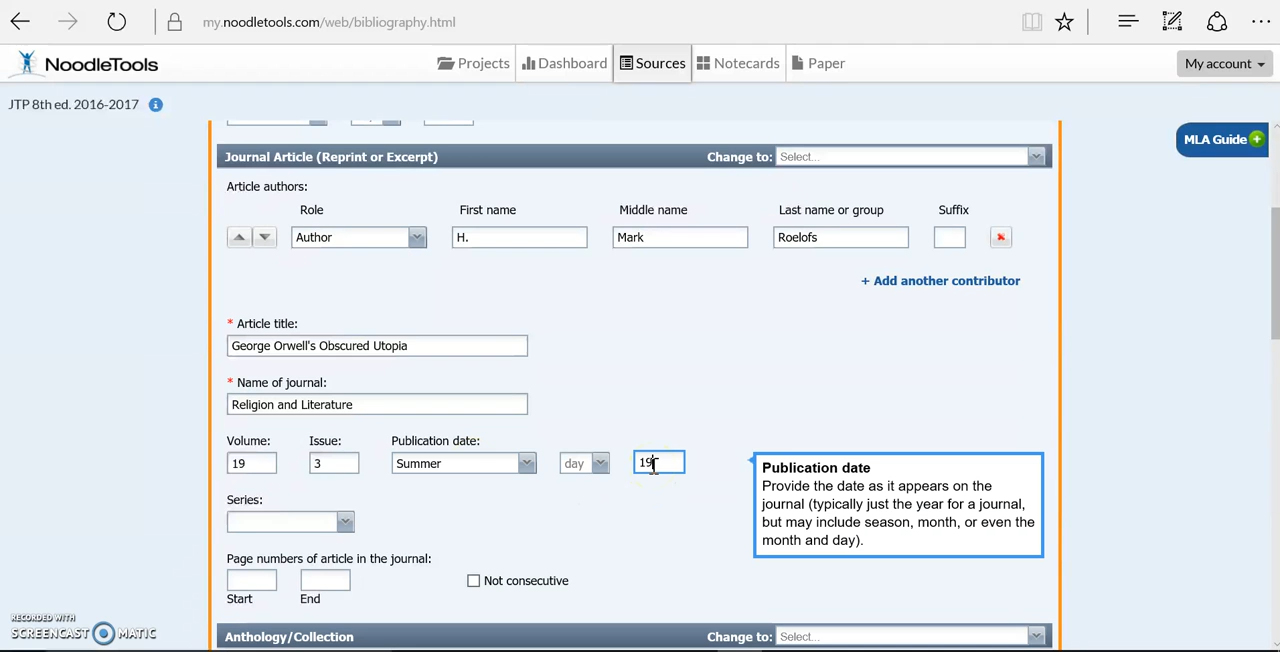 my.noodletools.com/web/bibliography.html
NoodleTools Projects Dashboard Sources Notecards Paper My account
JTP 8th ed. 2016-2017
MLA Guide
Journal Article (Reprint or Excerpt) Change to: Select...
Article authors:
Role First name Middle name Last name or group Suffix
Author H. Mark Roelofs
+ Add another contributor
* Article title:
George Orwell's Obscured Utopia
* Name of journal:
Religion and Literature
Volume: Issue: Publication date:
19 3 Summer day 19
Publication date
Provide the date as it appears on the
journal (typically just the year for a journal,
but may include season, month, or even the
month and day).
Series:
Page numbers of article in the journal:
Not consecutive
Start End
RECORDED WITH
SCREENCAST MATIC
Anthology/Collection Change to: Select...